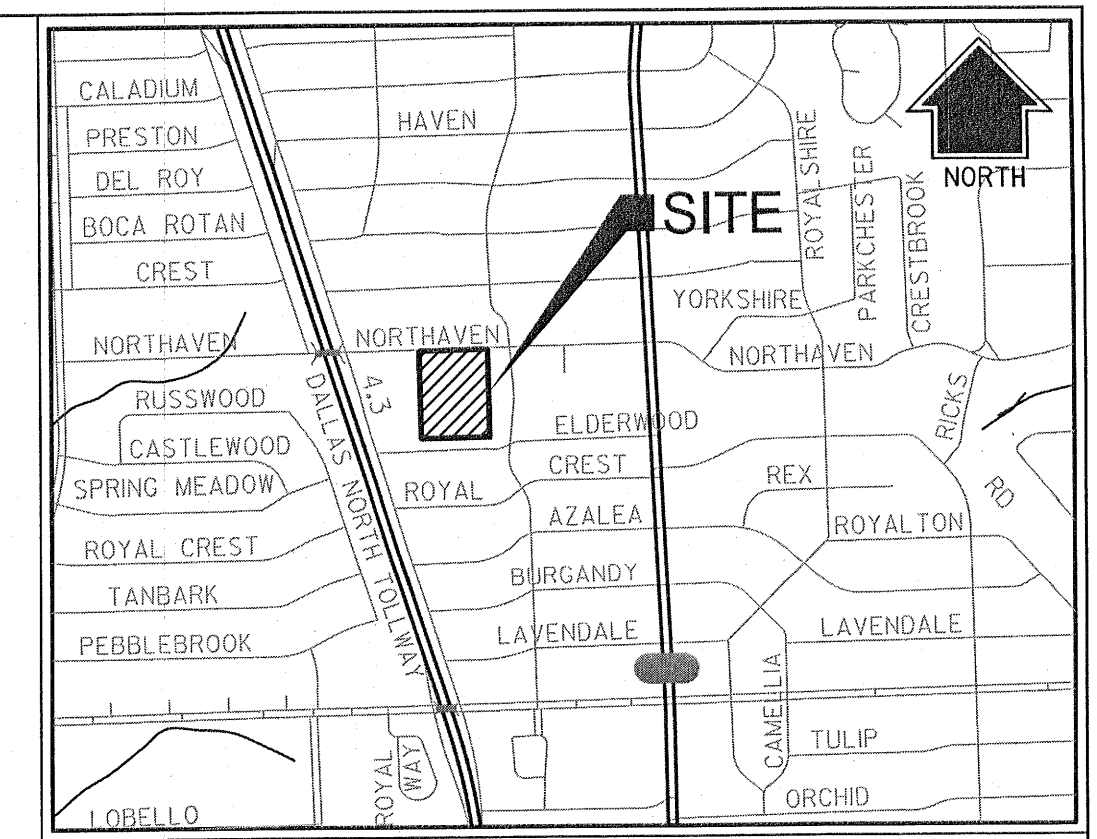 CALADIUM
HAVEN
PRESTON
DEL ROY
BOCA ROTAN
CREST
ROYALSHIRE
PARKCHESTER
CRESTBROOK
NORTH
SITE
YORKSHIRE
NORTHAVEN
NORTHAVEN
NORTHAVEN
4.3
DALLAS NORTH TOLLWAY
RUSSWOOD
CASTLEWOOD
SPRING MEADOW
ELDERWOOD
CREST
ROYAL
RICKS
RD
REX
AZALEA
ROYALTON
ROYAL CREST
TANBARK
BURGANDY
PEBBLEBROOK
LAVENDALE
LAVENDALE
CAMELLIA
TULIP
ROYAL
WAY
ORCHID
LOBELLO